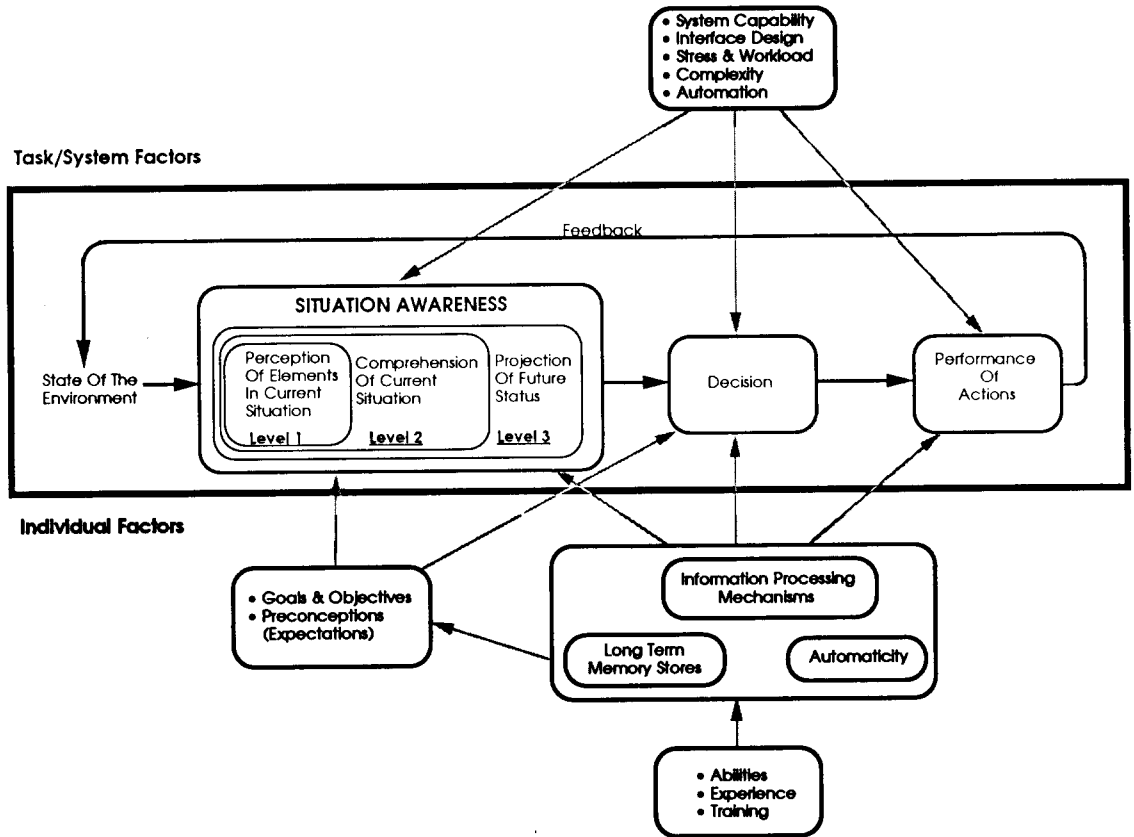 • System Capability
• Interface Design
• Stress & Workload
• Complexity
• Automation
Task/System Factors
Feedback
SITUATION AWARENESS
Perception
Of Elements
In Current
Situation
Level 1
Comprehension
Of Current
Situation
Level 2
Projection
Of Future
Status
Level 3
State Of The
Environment
Decision
Performance
Of
Actions
Individual Factors
• Goals & Objectives
• Preconceptions
(Expectations)
Information Processing
Mechanisms
Long Term
Memory Stores
Automaticity
• Abilities
• Experience
• Training